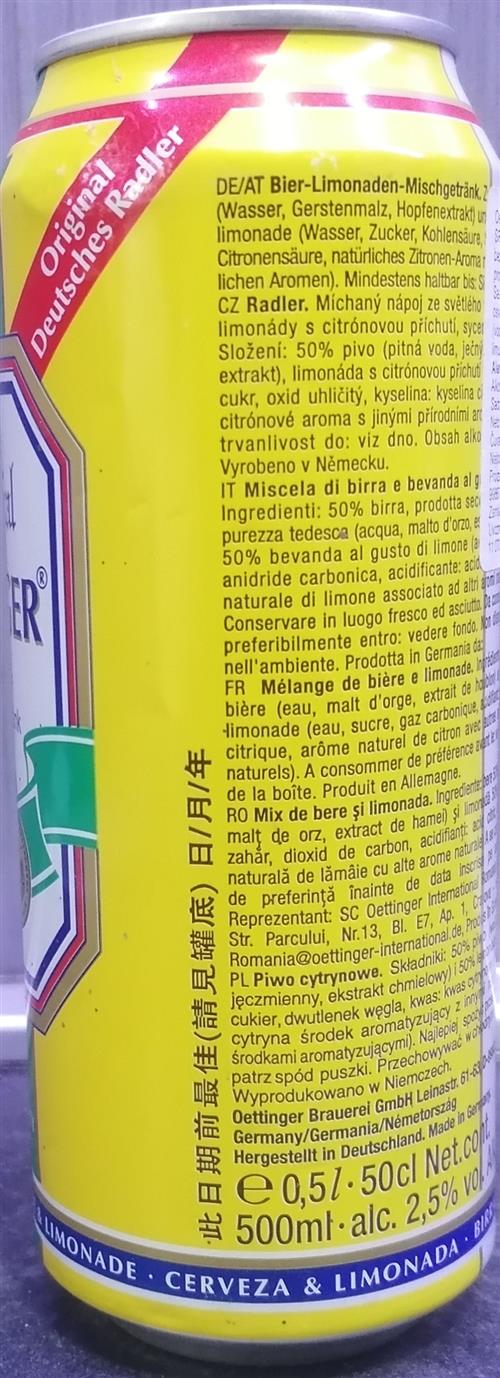 Original
Deutsches Radler
ER®
DE/AT Bier-Limonaden-Mischgetränk.
(Wasser, Gerstenmalz, Hopfenextrakt)
limonade (Wasser, Zucker, Kohlensäure,
Citronensäure, natürliches Zitronen-Aroma
lichen Aromen). Mindestens haltbar bis:
CZ Radler. Míchaný nápoj ze světlého
limonády s citrónovou příchutí,
Složení: 50% pivo (pitná voda,
extrakt), limonáda s citrónovou příchutí
cukr, oxid uhličitý, kyselina: kyselina
citrónové aroma s jinými přírodními
trvanlivost do: viz dno. Obsah
Vyrobeno v Německu.
IT Miscela di birra e bevanda al
Ingredienti: 50% birra, prodotta
purezza tedesca (acqua, malto d'orzo,
50% bevanda al gusto di limone
anidride carbonica, acidificante:
naturale di limone associato ad altri
Conservare in luogo fresco ed asciutto.
preferibilmente entro: vedere fondo.
nell'ambiente. Prodotta in Germania
FR Mélange de bière e limonade.
bière (eau, malt d'orge, extrait de
limonade (eau, sucre, gaz carbonique,
citrique, arôme naturel de citron avec
naturels). A consommer de préférence
de la boîte. Produit en Allemagne.
RO Mix de bere și limonada.
malț de orz, extract de hamei) și
zahăr, dioxid de carbon, acidifianți:
naturală de lămâie cu alte arome naturale
de preferință înainte de data
Reprezentant: SC Oettinger International
Str. Parcului, Nr.13, Bl. E7, Ap. 1,
Romania@oettinger-international.de,
PL Piwo cytrynowe. Składniki: 50%
jęczmienny, ekstrakt chmielowy) i 50%
cukier, dwutlenek węgla, kwas: kwas
cytryna środek aromatyzujący z
środkami aromatyzującymi). Najlepiej
patrz spód puszki. Przechowywać w
Wyprodukowano w Niemczech.
Oettinger Brauerei GmbH, Leinastr. 61-63
Germany/Germania/Németország
Hergestellt in Deutschland. Made in
e 0,5l · 50cl Net.
500ml · alc. 2,5%
此日期前最佳(請見罐底) 日/月/年
& LIMONADE · CERVEZA & LIMONADA ·